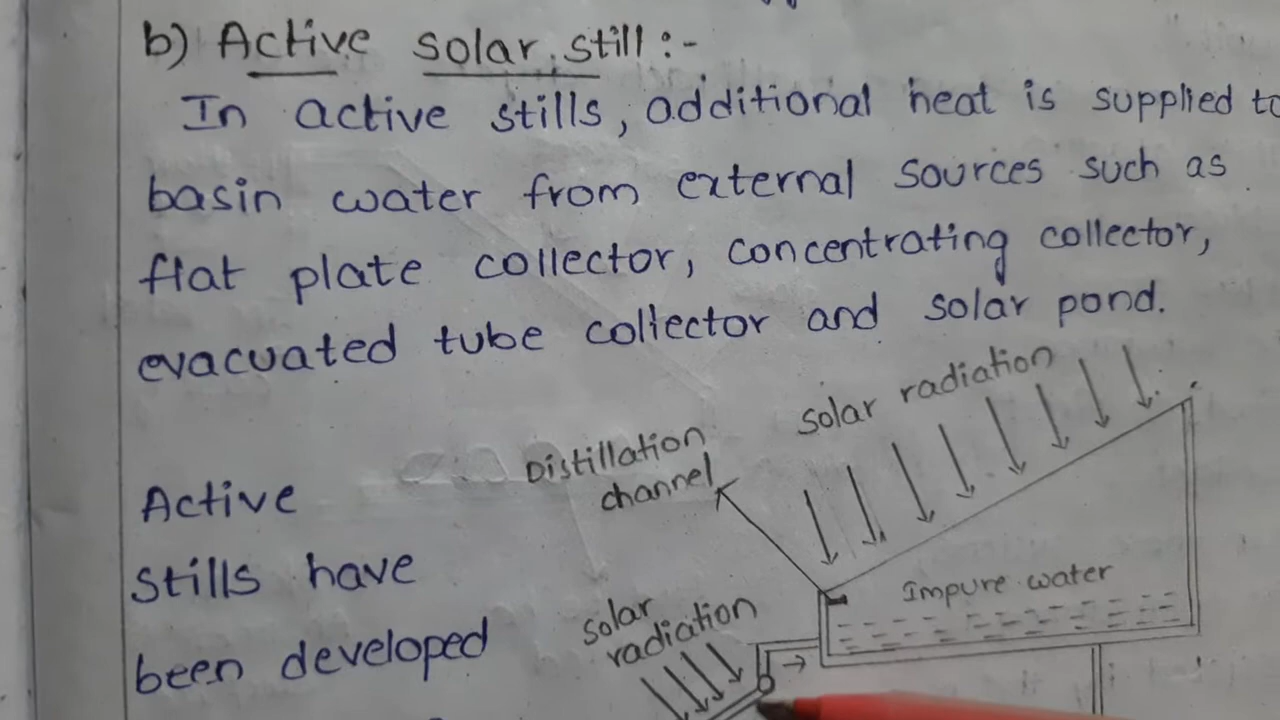 b) Active solar still :-
In active stills, additional heat is supplied to
basin water from external sources such as
flat plate collector, concentrating collector,
evacuated tube collector and solar pond.
solar radiation
Distillation
channel
Active
stills have
been developed
Impure water
solar
radiation